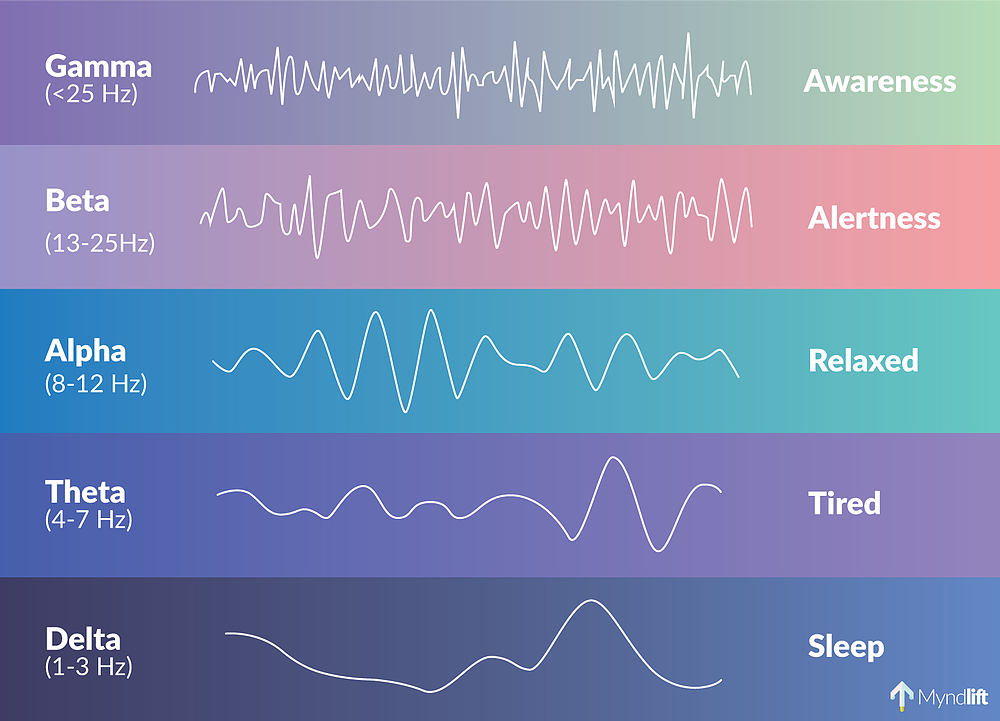 Gamma
(<25 Hz)
Awareness
Beta
(13-25Hz)
Alertness
Alpha
(8-12 Hz)
Relaxed
Theta
(4-7 Hz)
Tired
Delta
(1-3 Hz)
Sleep
Myndlift